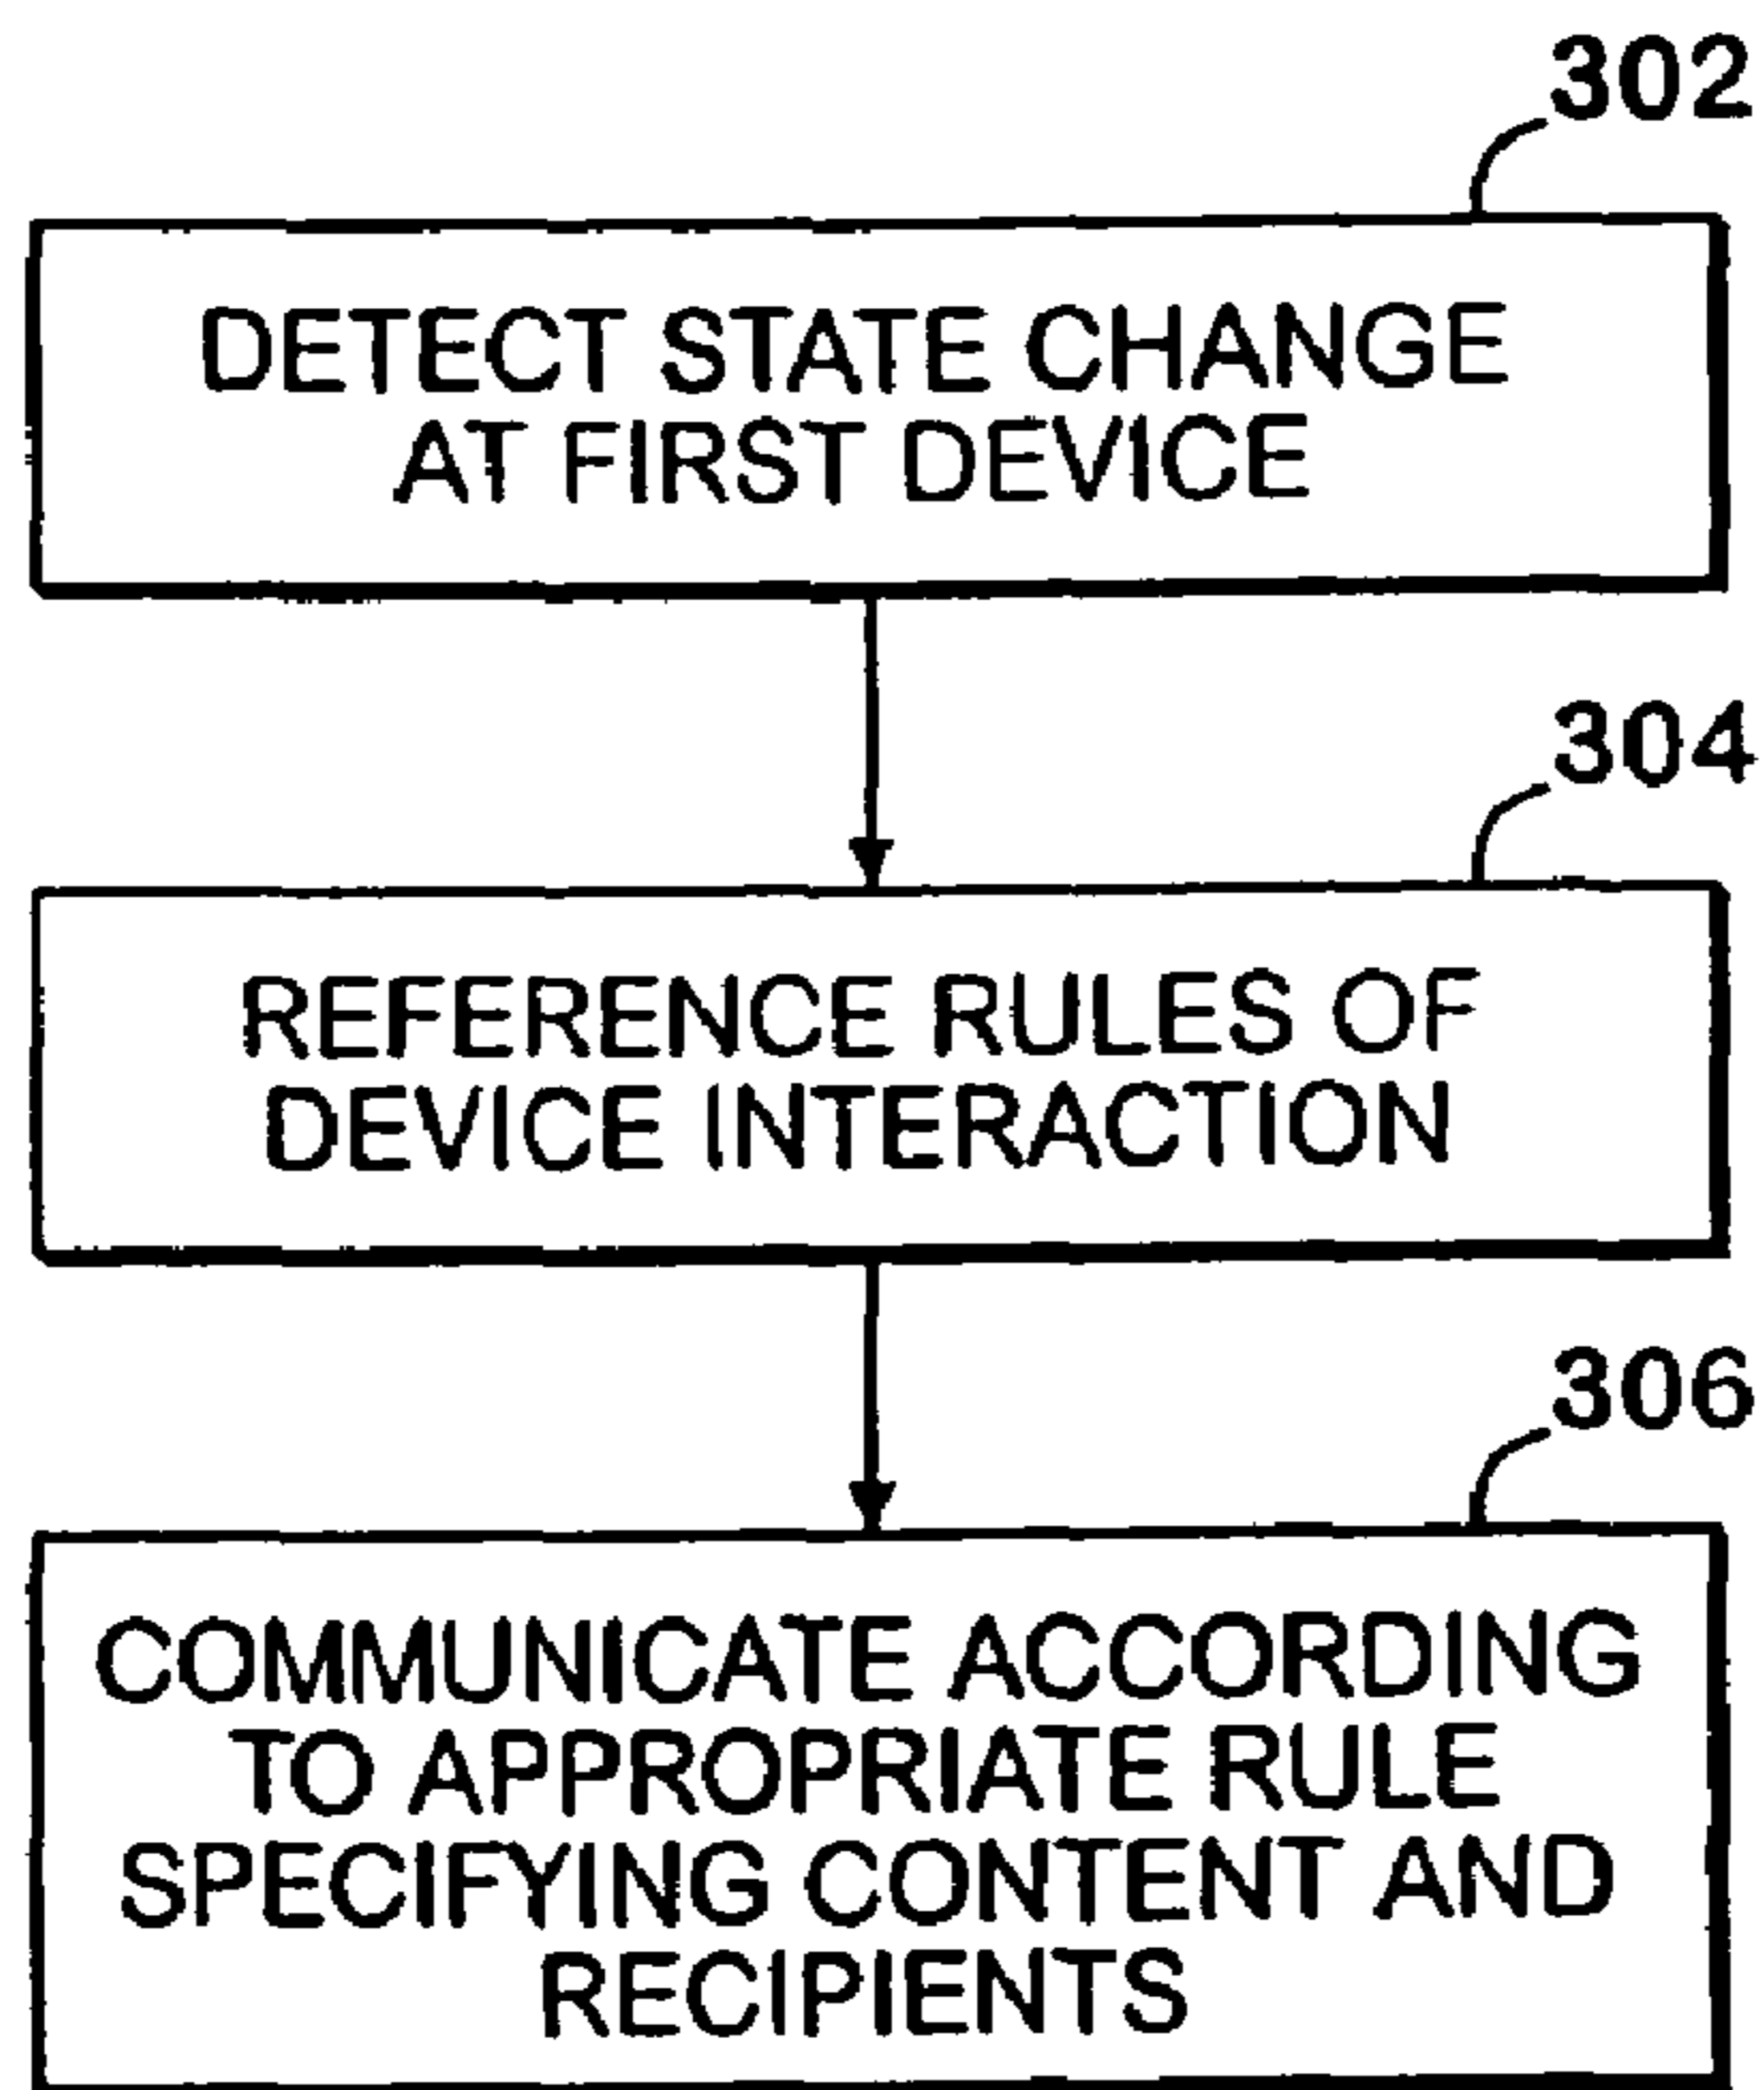 302
DETECT STATE CHANGE
AT FIRST DEVICE
304
REFERENCE RULES OF
DEVICE INTERACTION
306
COMMUNICATE ACCORDING
TO APPROPRIATE RULE
SPECIFYING CONTENT AND
RECIPIENTS